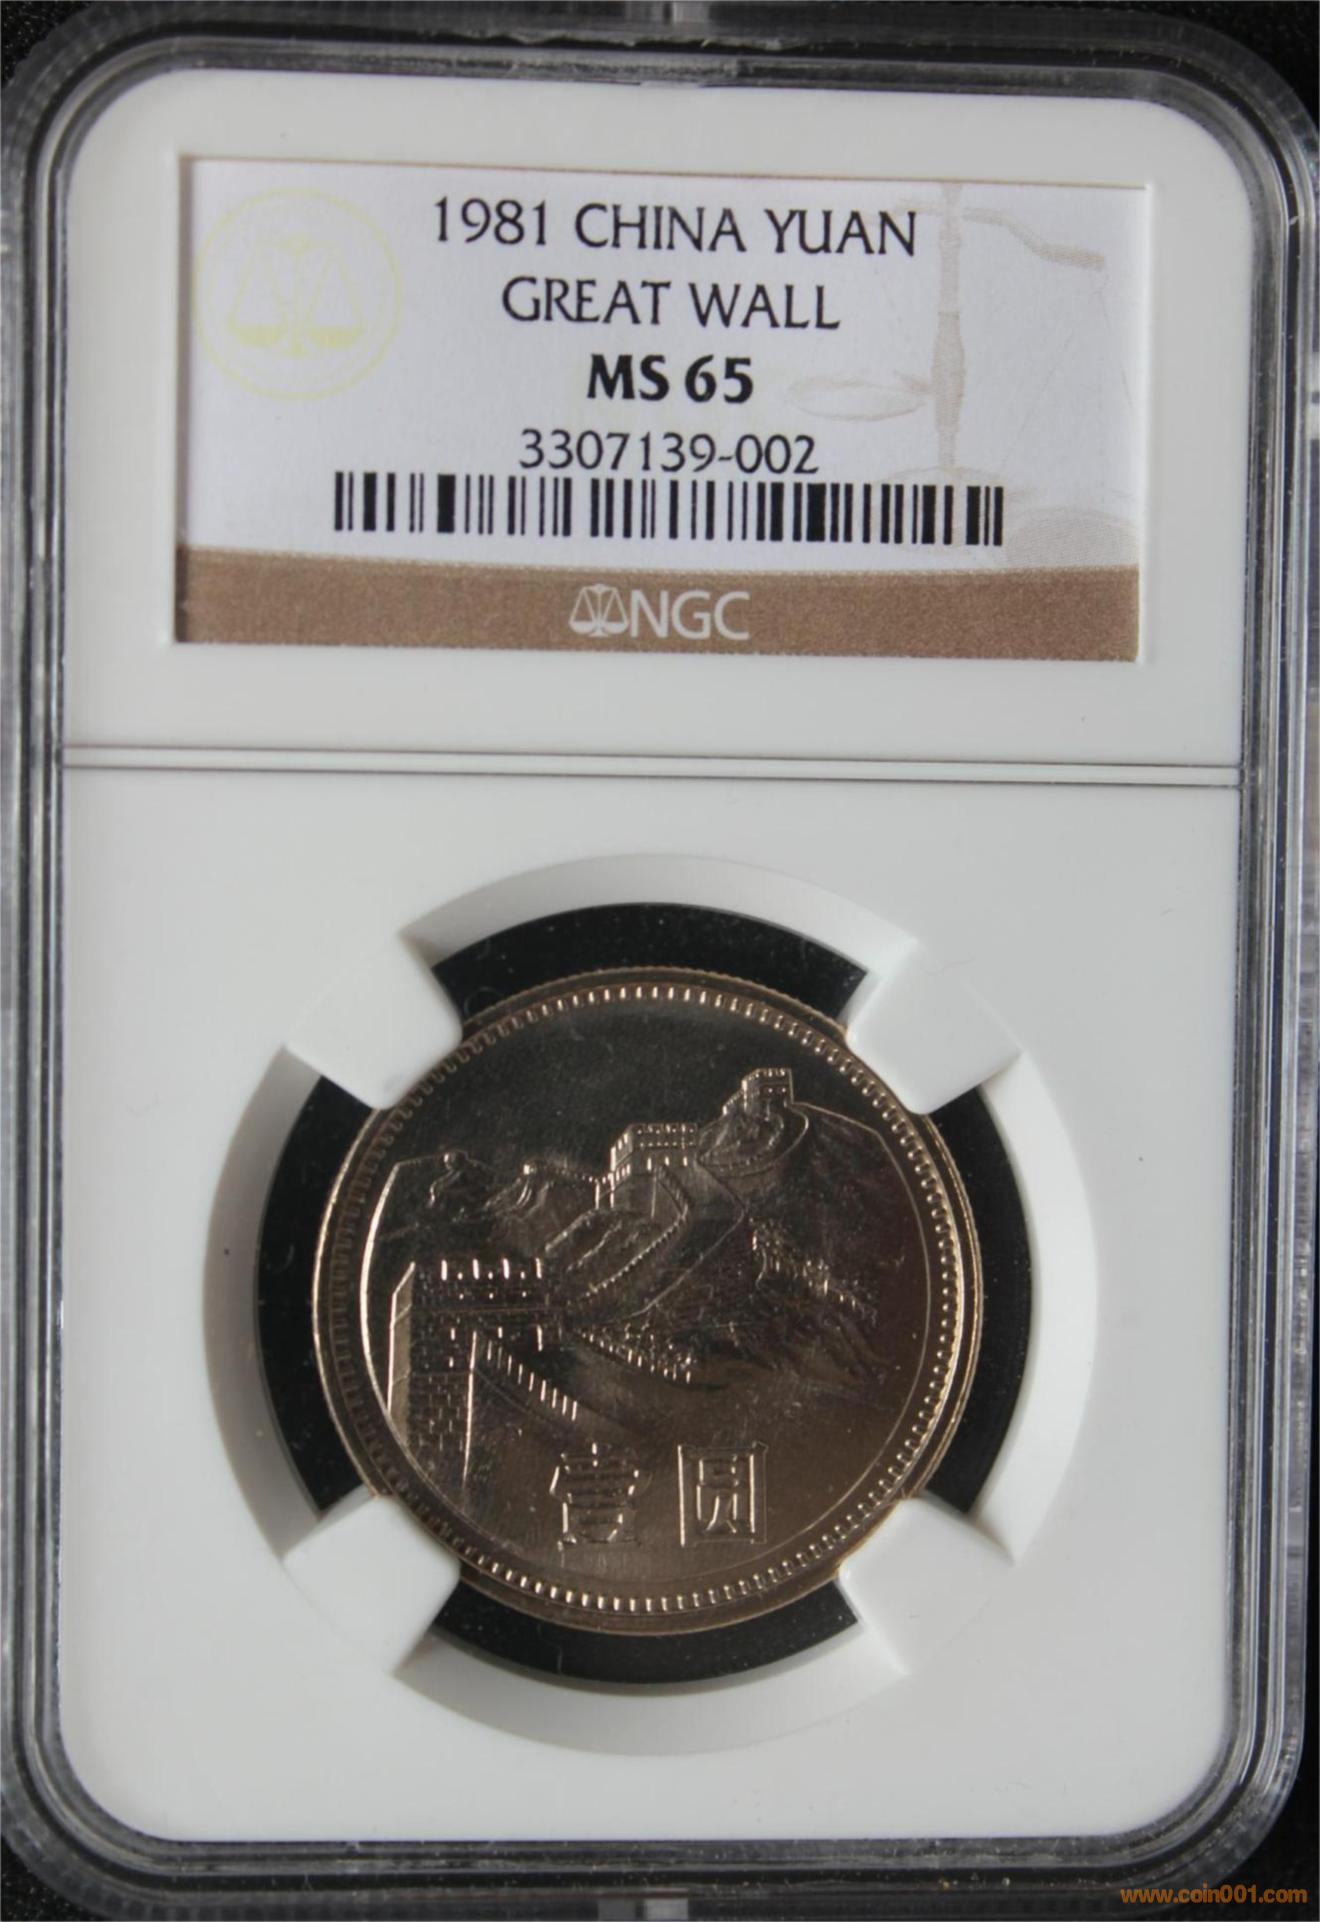 1981 CHINA YUAN
GREAT WALL
MS 65
3307139-002
NGC
壹圆
www.coin001.com